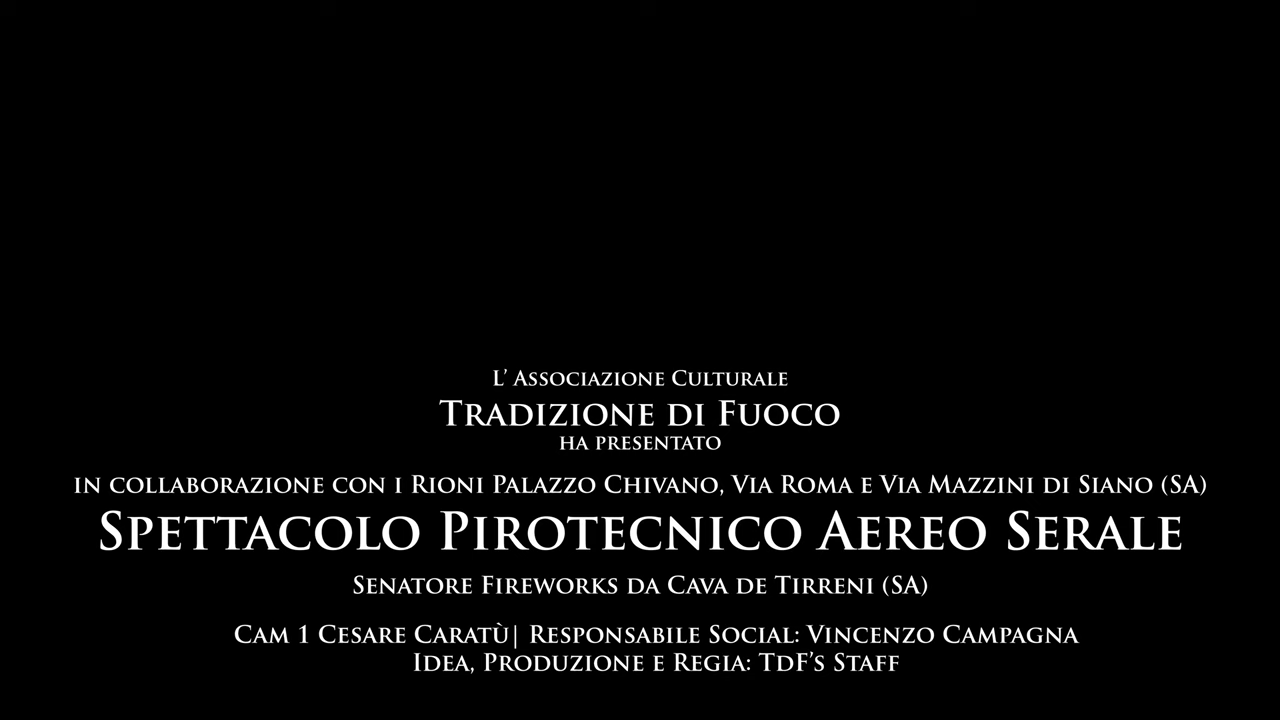 L' Associazione Culturale
Tradizione di Fuoco
ha presentato
in collaborazione con i Rioni Palazzo Chivano, Via Roma e Via Mazzini di Siano (SA)
Spettacolo Pirotecnico Aereo Serale
Senatore Fireworks da Cava de Tirreni (SA)
Cam 1 Cesare Caratù| Responsabile Social: Vincenzo Campagna
Idea, Produzione e Regia: TdF's Staff